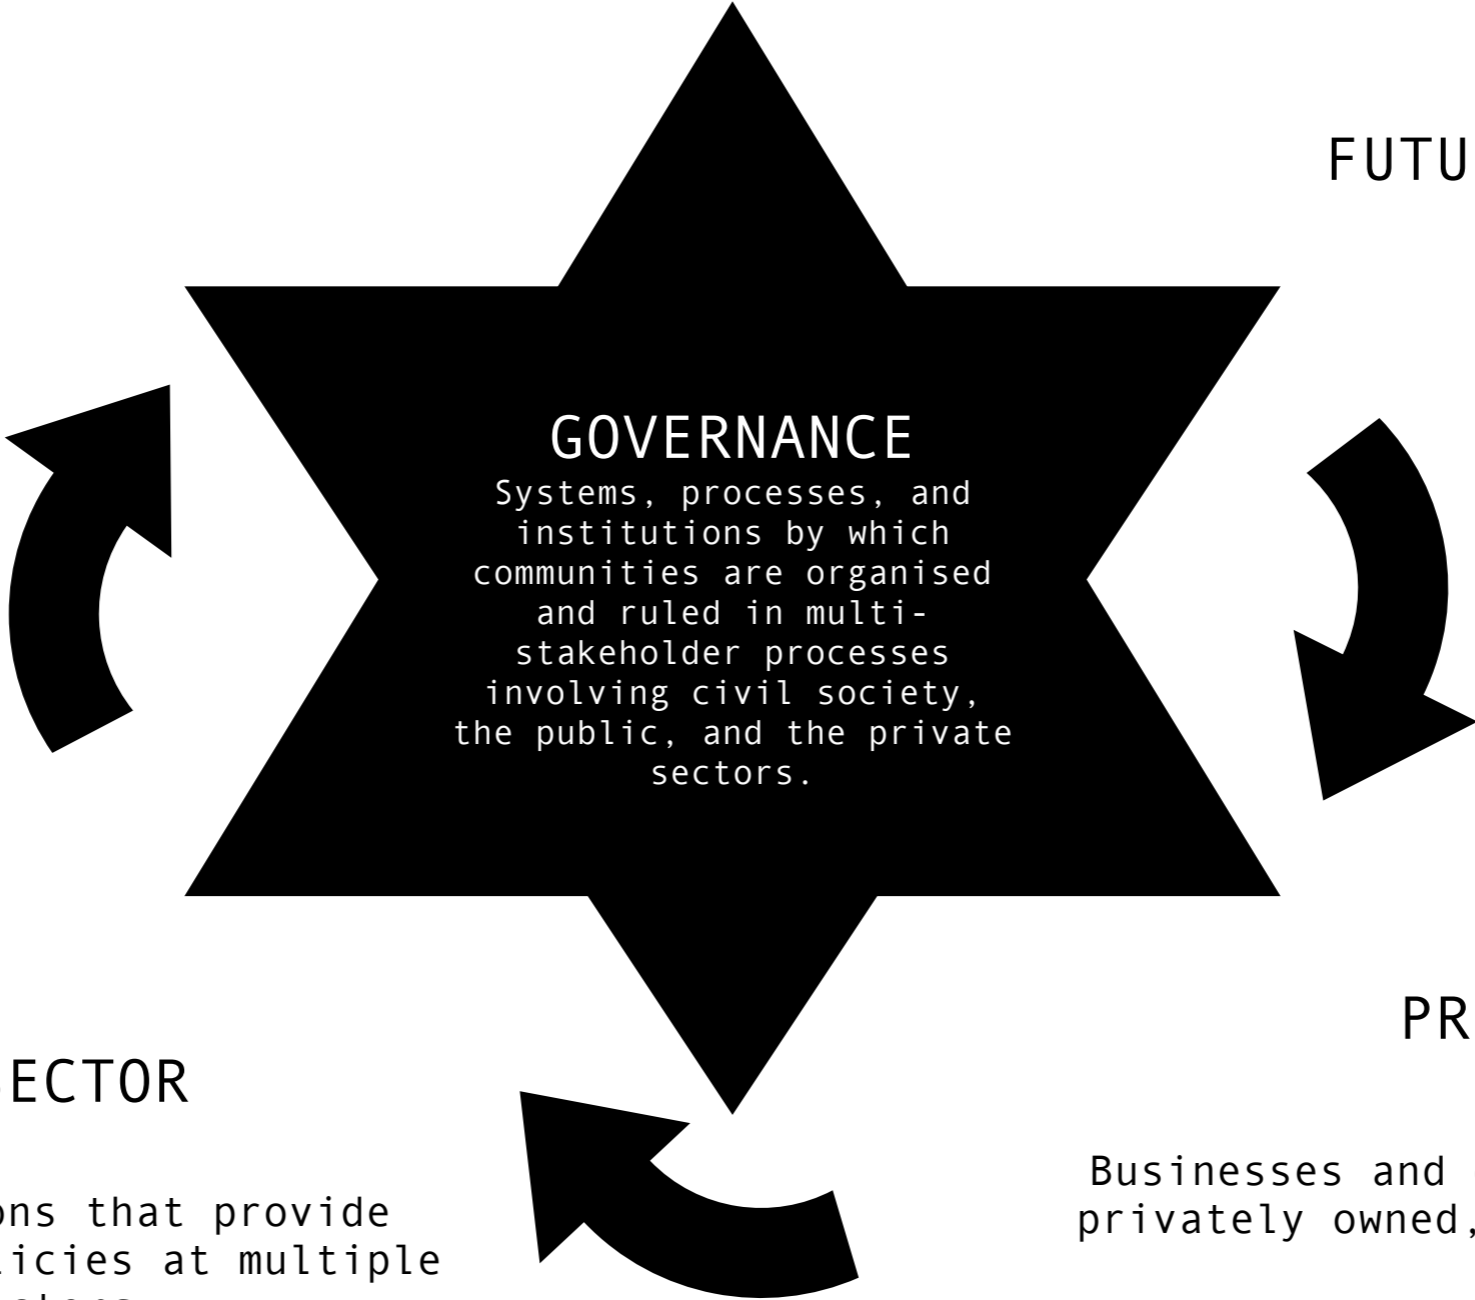 FUTU
GOVERNANCE
Systems, processes, and
institutions by which
communities are organised
and ruled in multi-
stakeholder processes
involving civil society,
the public, and the private
sectors.
PR
ECTOR
Businesses and
privately owned,
ons that provide
icies at multiple